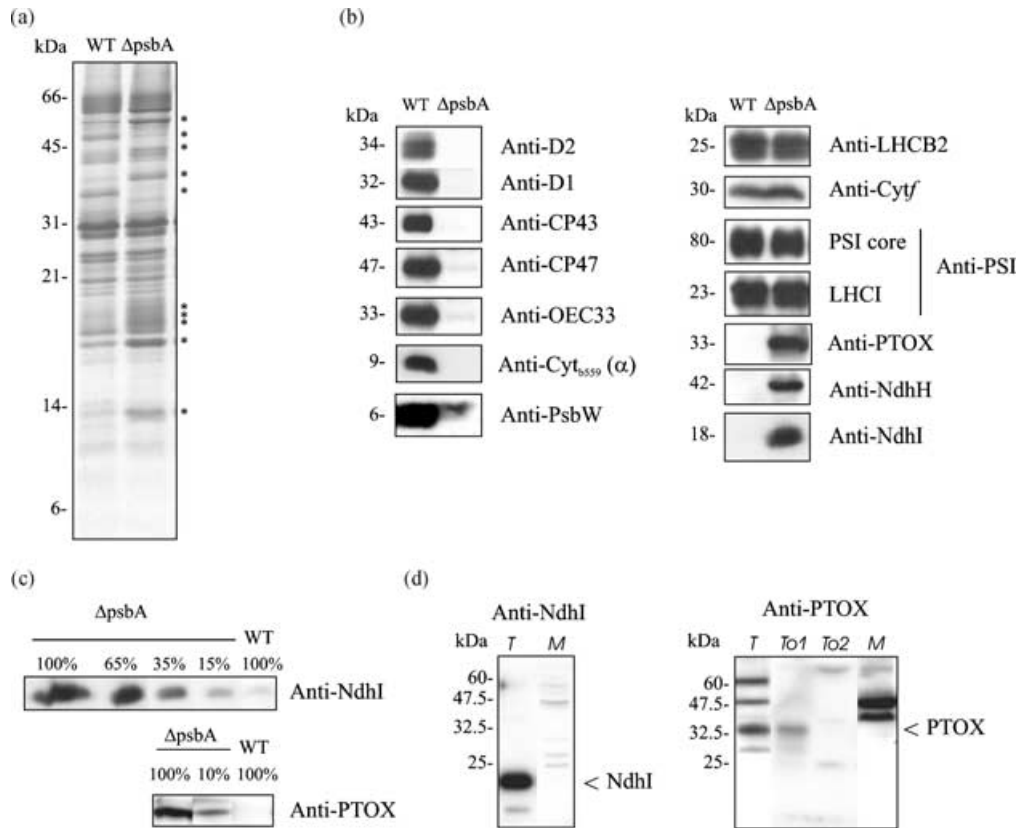 (a)
kDa WT ΔpsbA
66-
45-
31-
21-
14-
6-
(b)
kDa WT ΔpsbA
34- Anti-D2
32- Anti-D1
43- Anti-CP43
47- Anti-CP47
33- Anti-OEC33
9- Anti-Cytb559 (α)
6- Anti-PsbW
kDa WT ΔpsbA
25- Anti-LHCB2
30- Anti-Cytf
80- PSI core
Anti-PSI
23- LHCI
33- Anti-PTOX
42- Anti-NdhH
18- Anti-NdhI
(c)
ΔpsbA
WT
100% 65% 35% 15% 100%
Anti-NdhI
ΔpsbA WT
100% 10% 100%
Anti-PTOX
(d)
Anti-NdhI
kDa T M
60-
47.5-
32.5-
25-
< NdhI
Anti-PTOX
kDa T To1 To2 M
60-
47.5-
32.5- < PTOX
25-